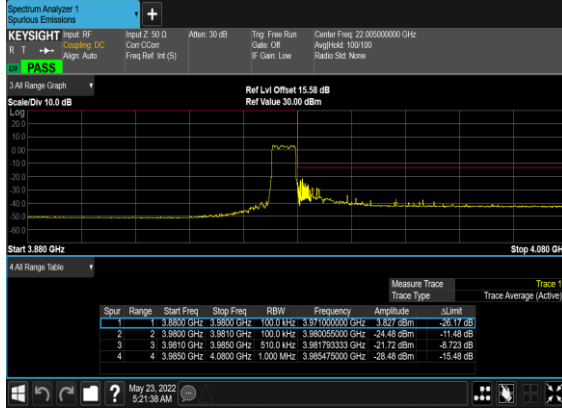 Spectrum Analyzer 1
Spurious Emissions
+
KEYSIGHT Input: RF Input Z: 50 Ω Atten: 30 dB Trig: Free Run Center Freq: 22.005000000 GHz
R T Coupling: DC Corr CCorr Gate: Off Avg|Hold: 100/100
Align: Auto Freq Ref: Int (S) IF Gain: Low Radio Std: None
PASS
3 All Range Graph
Ref Lvl Offset 15.58 dB
Scale/Div 10.0 dB Ref Value 30.00 dBm
Log
20.0
10.0
0.00
-10.0
-20.0
-30.0
-40.0
-50.0
-60.0
Start 3.880 GHz Stop 4.080 GH
4 All Range Table
Measure Trace Trace 1
Trace Type Trace Average (Active)
Spur Range Start Freq Stop Freq RBW Frequency Amplitude ΔLimit
1 1 3.8800 GHz 3.9800 GHz 100.0 kHz 3.971000000 GHz 3.827 dBm -26.17 dB
2 2 3.9800 GHz 3.9810 GHz 100.0 kHz 3.980055000 GHz -24.48 dBm -11.48 dB
3 3 3.9810 GHz 3.9850 GHz 510.0 kHz 3.981793333 GHz -21.72 dBm -8.723 dB
4 4 3.9850 GHz 4.0800 GHz 1.000 MHz 3.985475000 GHz -28.48 dBm -15.48 dB
? May 23, 2022
5:21:38 AM